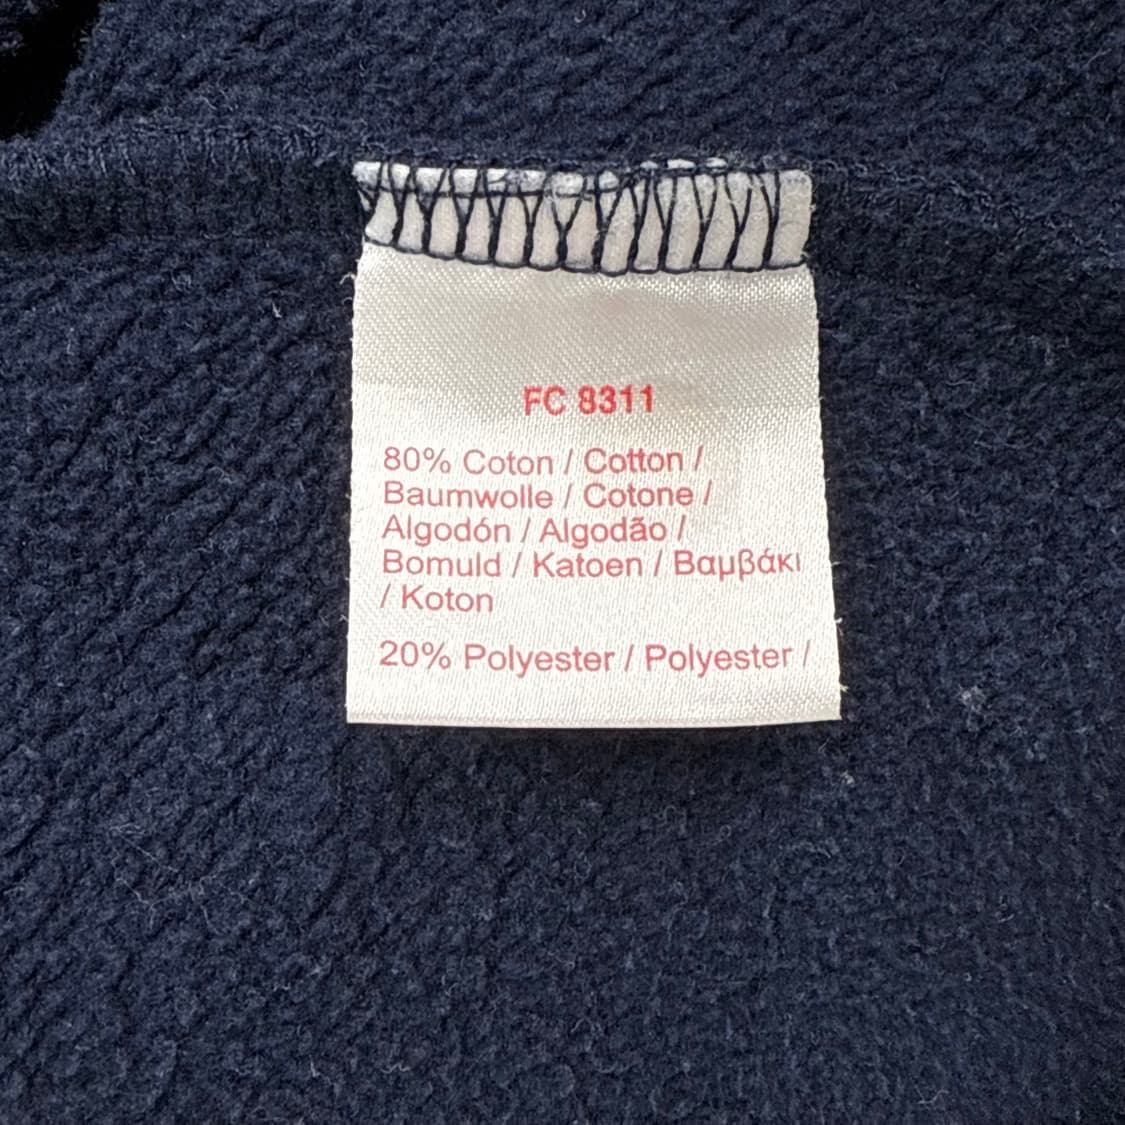 FC 8311
80% Coton / Cotton /
Baumwolle / Cotone /
Algodón / Algodão /
Bomuld / Katoen / Βαμβάκι
/ Koton
20% Polyester / Polyester /